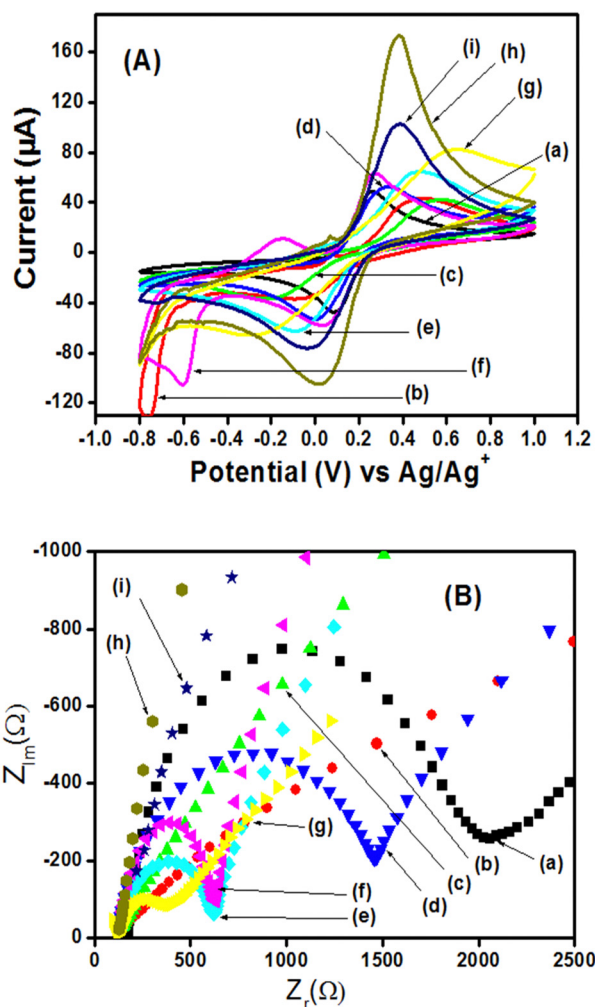 (A)
Current (µA)
160
120
80
40
0
-40
-80
-120
(i)
(h)
(g)
(d)
(a)
(c)
(e)
(f)
(b)
-1.0 -0.8 -0.6 -0.4 -0.2 0.0 0.2 0.4 0.6 0.8 1.0 1.2
Potential (V) vs Ag/Ag+
(B)
Z_Im(Ω)
-1000
-800
-600
-400
-200
0
(i)
(h)
(g)
(b)
(a)
(c)
(d)
(f)
(e)
0 500 1000 1500 2000 2500
Z_r(Ω)